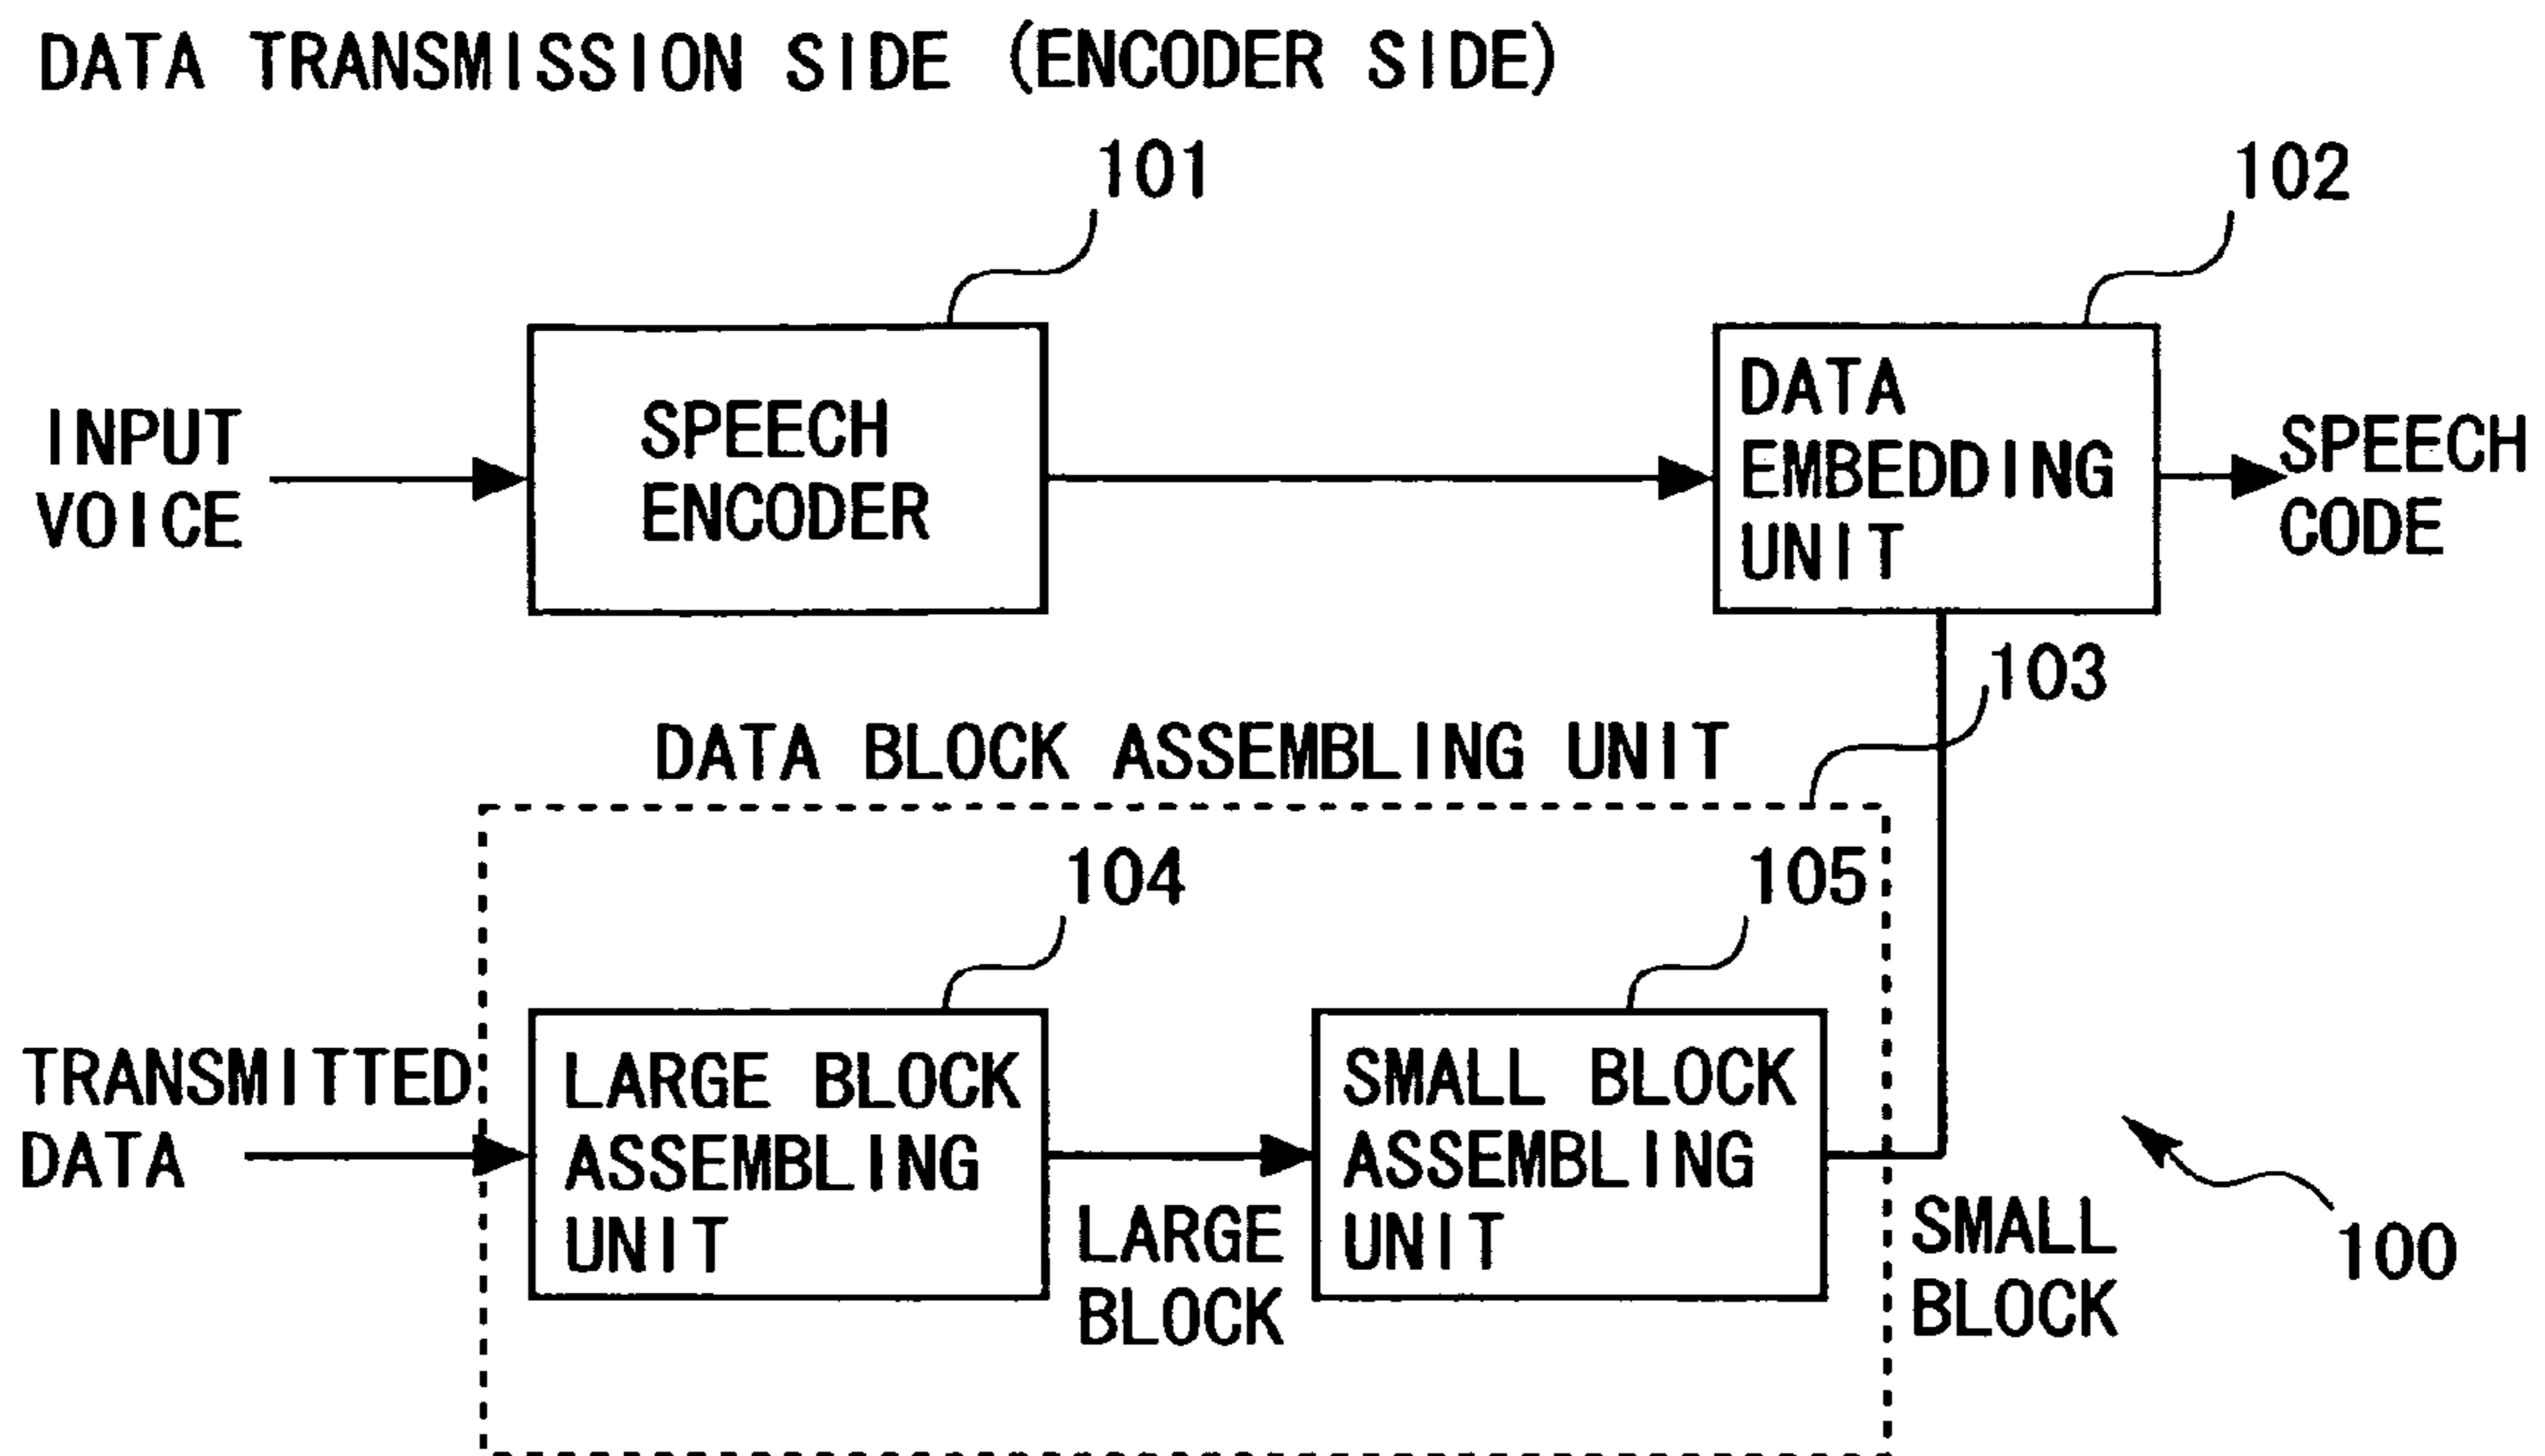 DATA TRANSMISSION SIDE (ENCODER SIDE)
101
102
INPUT
VOICE
SPEECH
ENCODER
DATA
EMBEDDING
UNIT
SPEECH
CODE
103
DATA BLOCK ASSEMBLING UNIT
104
105
TRANSMITTED
DATA
LARGE BLOCK
ASSEMBLING
UNIT
LARGE
BLOCK
SMALL BLOCK
ASSEMBLING
UNIT
SMALL
BLOCK
100